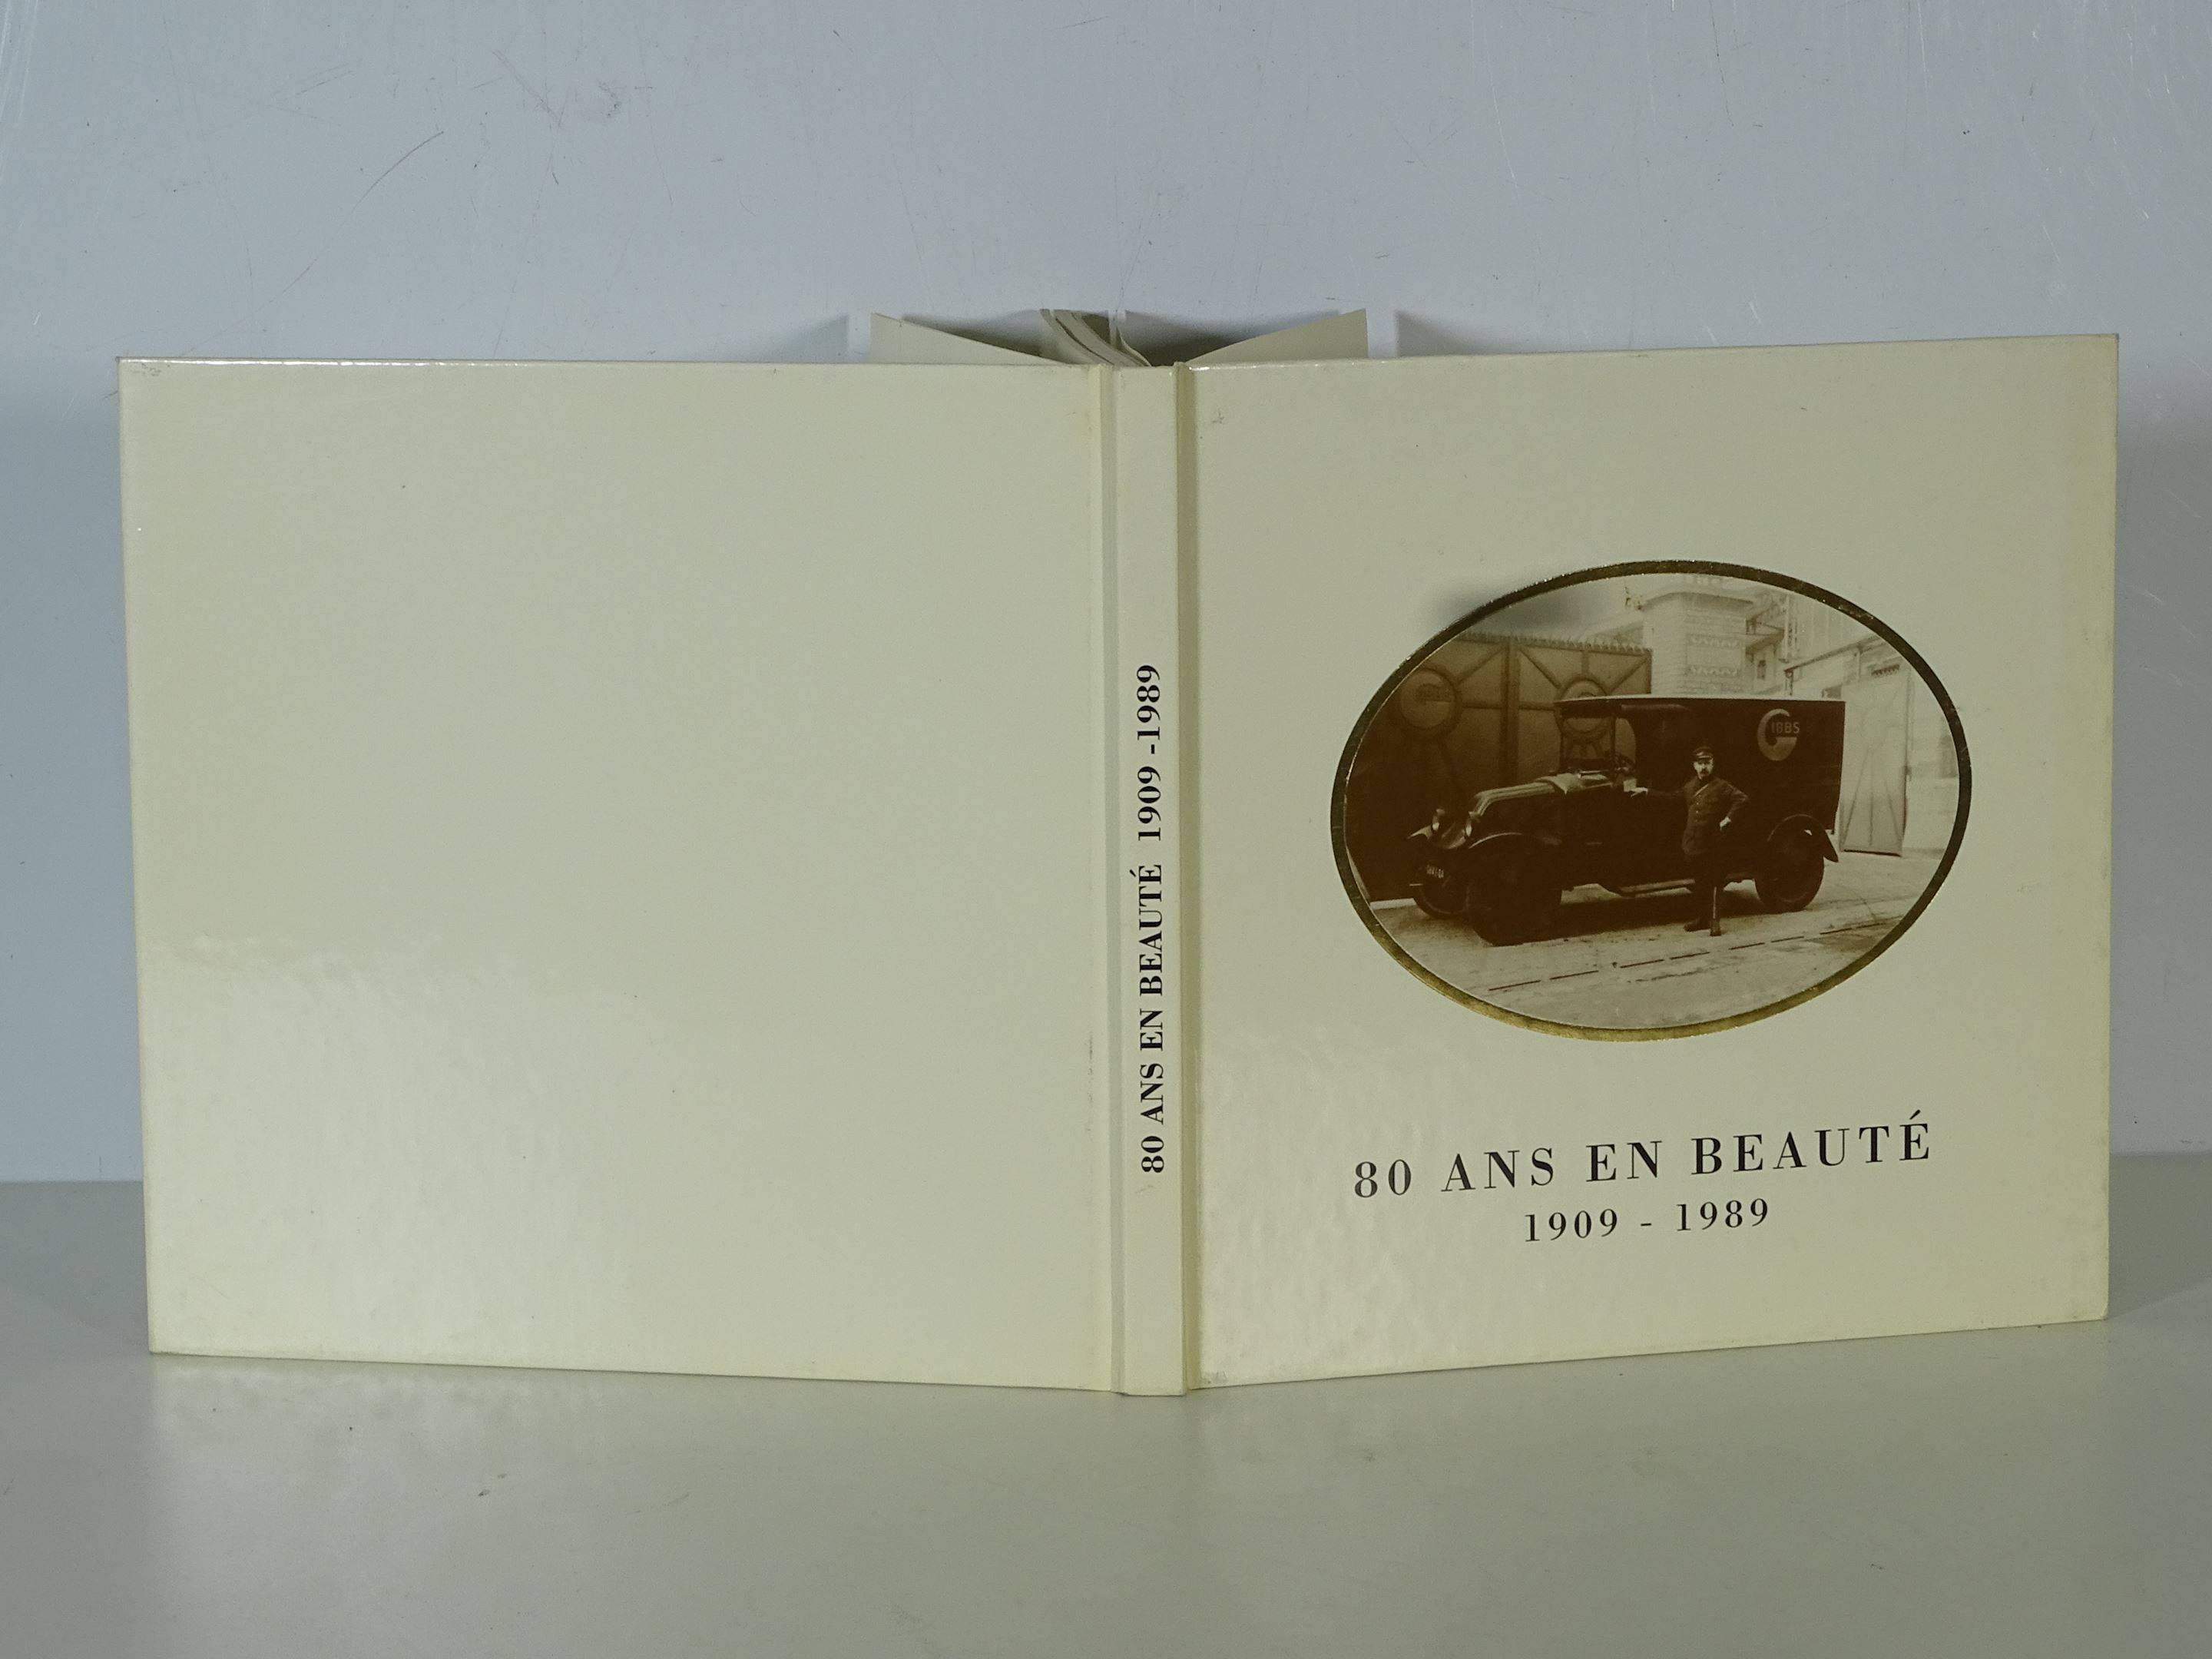 80 ANS EN BEAUTÉ 1909 -1989
GIBBS
80 ANS EN BEAUTÉ
1909 - 1989